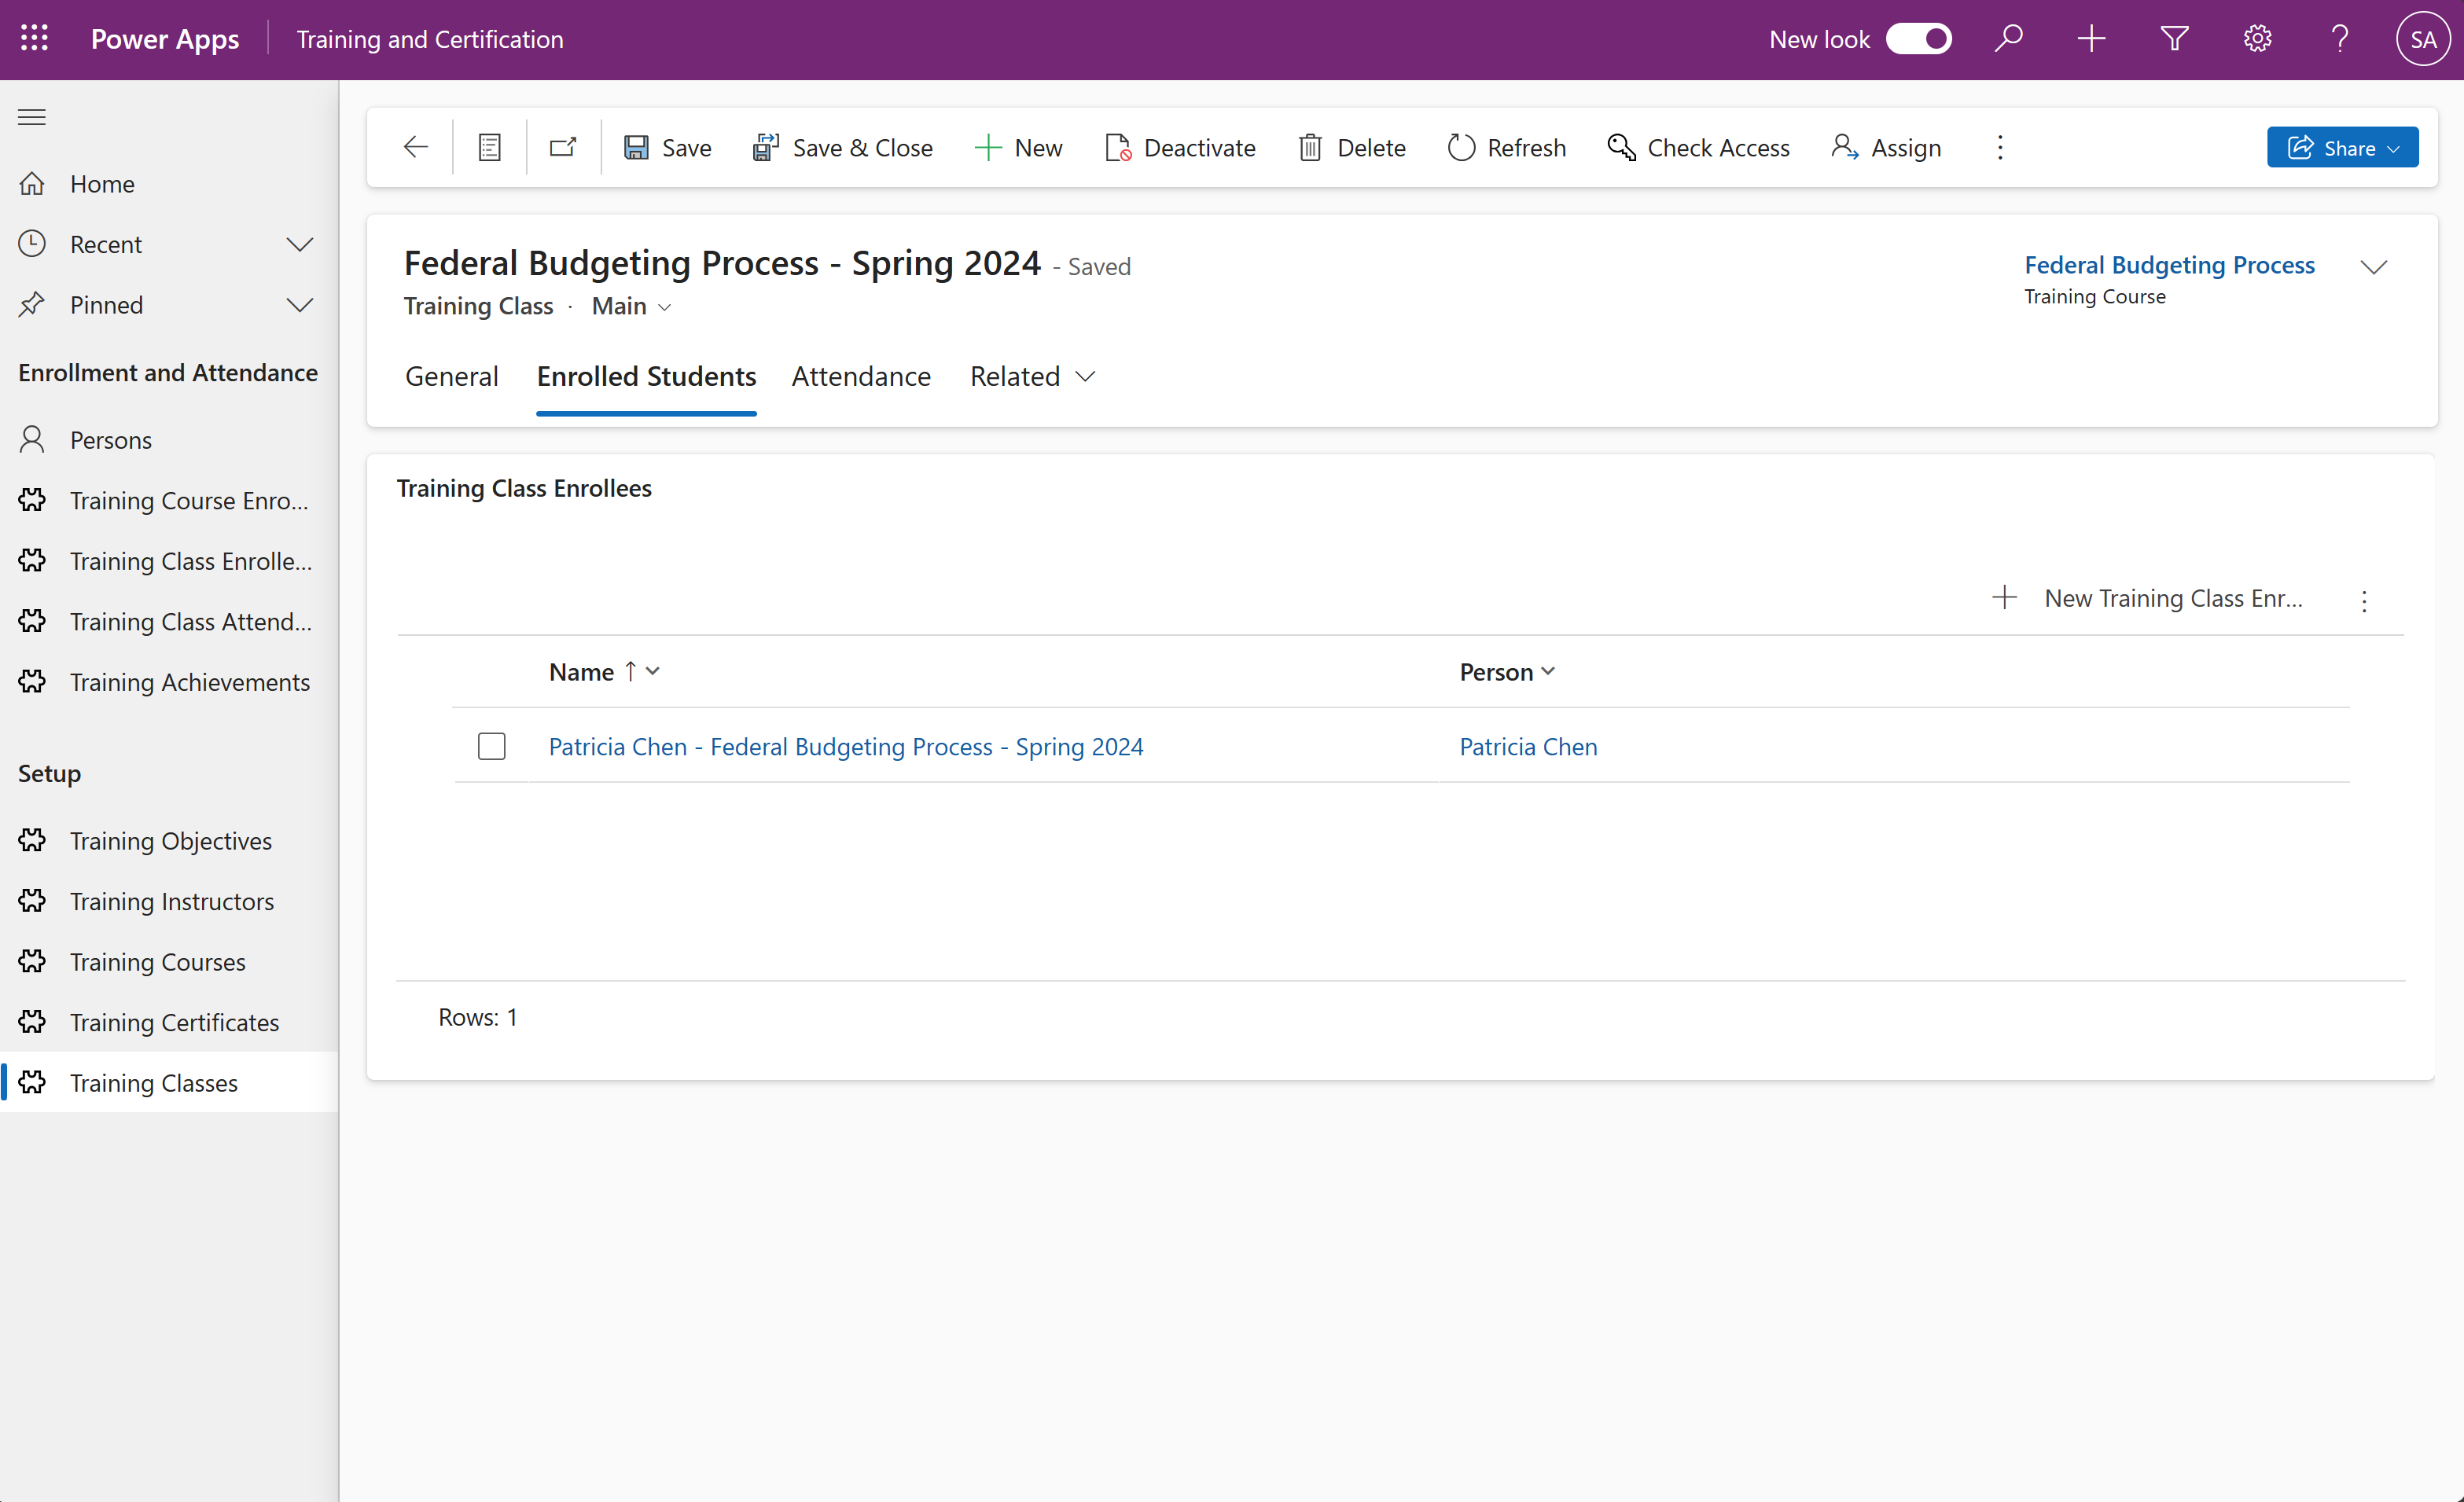 Power Apps
Training and Certification
New look
SA
Home
Recent
Pinned
Enrollment and Attendance
Persons
Training Course Enro...
Training Class Enrolle...
Training Class Attend...
Training Achievements
Setup
Training Objectives
Training Instructors
Training Courses
Training Certificates
Training Classes
Save
Save & Close
New
Deactivate
Delete
Refresh
Check Access
Assign
Share
Federal Budgeting Process - Spring 2024 - Saved
Training Class · Main
Federal Budgeting Process
Training Course
General
Enrolled Students
Attendance
Related
Training Class Enrollees
New Training Class Enr...
Name ↑
Person
Patricia Chen - Federal Budgeting Process - Spring 2024
Patricia Chen
Rows: 1